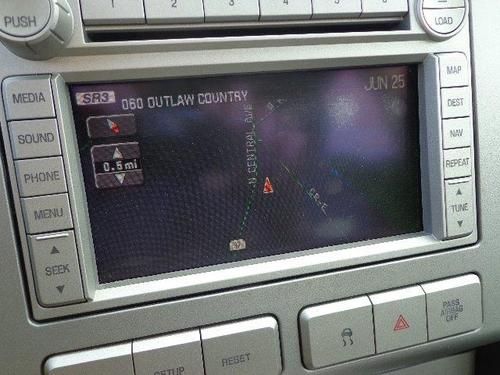 1 2 3 4 5 6
PUSH
LOAD
MEDIA
SOUND
PHONE
MENU
SEEK
SR3 060 OUTLAW COUNTRY
JUN 25
0.5 mi
N CENTRAL AVE
MAP
DEST
NAV
REPEAT
TUNE
SETUP
RESET
PASS
AIRBAG
OFF